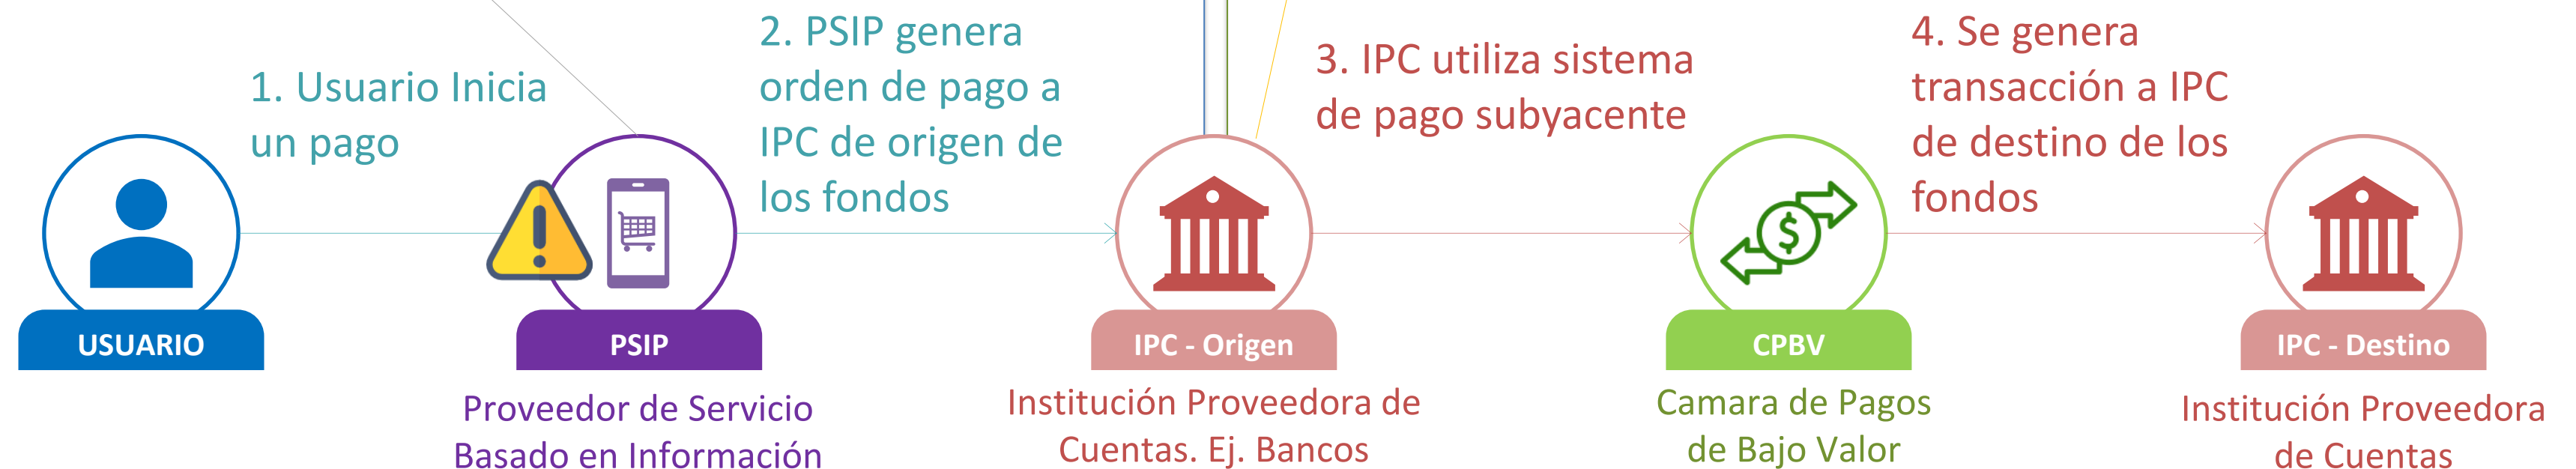 1. Usuario Inicia
un pago
2. PSIP genera
orden de pago a
IPC de origen de
los fondos
3. IPC utiliza sistema
de pago subyacente
4. Se genera
transacción a IPC
de destino de los
fondos
USUARIO
PSIP
Proveedor de Servicio
Basado en Información
IPC - Origen
Institución Proveedora de
Cuentas. Ej. Bancos
CPBV
Camara de Pagos
de Bajo Valor
IPC - Destino
Institución Proveedora
de Cuentas